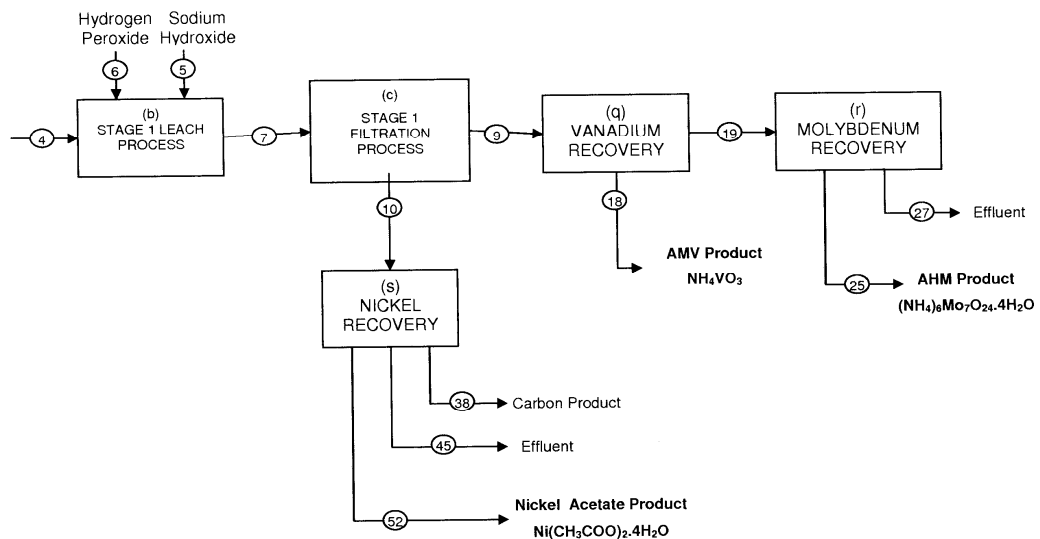 Hydrogen
Peroxide
Sodium
Hydroxide
6
5
(b)
STAGE 1 LEACH
PROCESS
4
7
(c)
STAGE 1
FILTRATION
PROCESS
9
(q)
VANADIUM
RECOVERY
19
(r)
MOLYBDENUM
RECOVERY
10
18
27
Effluent
AMV Product
NH₄VO₃
25
AHM Product
(NH₄)₆Mo₇O₂₄.4H₂O
(s)
NICKEL
RECOVERY
38
Carbon Product
45
Effluent
52
Nickel Acetate Product
Ni(CH₃COO)₂.4H₂O